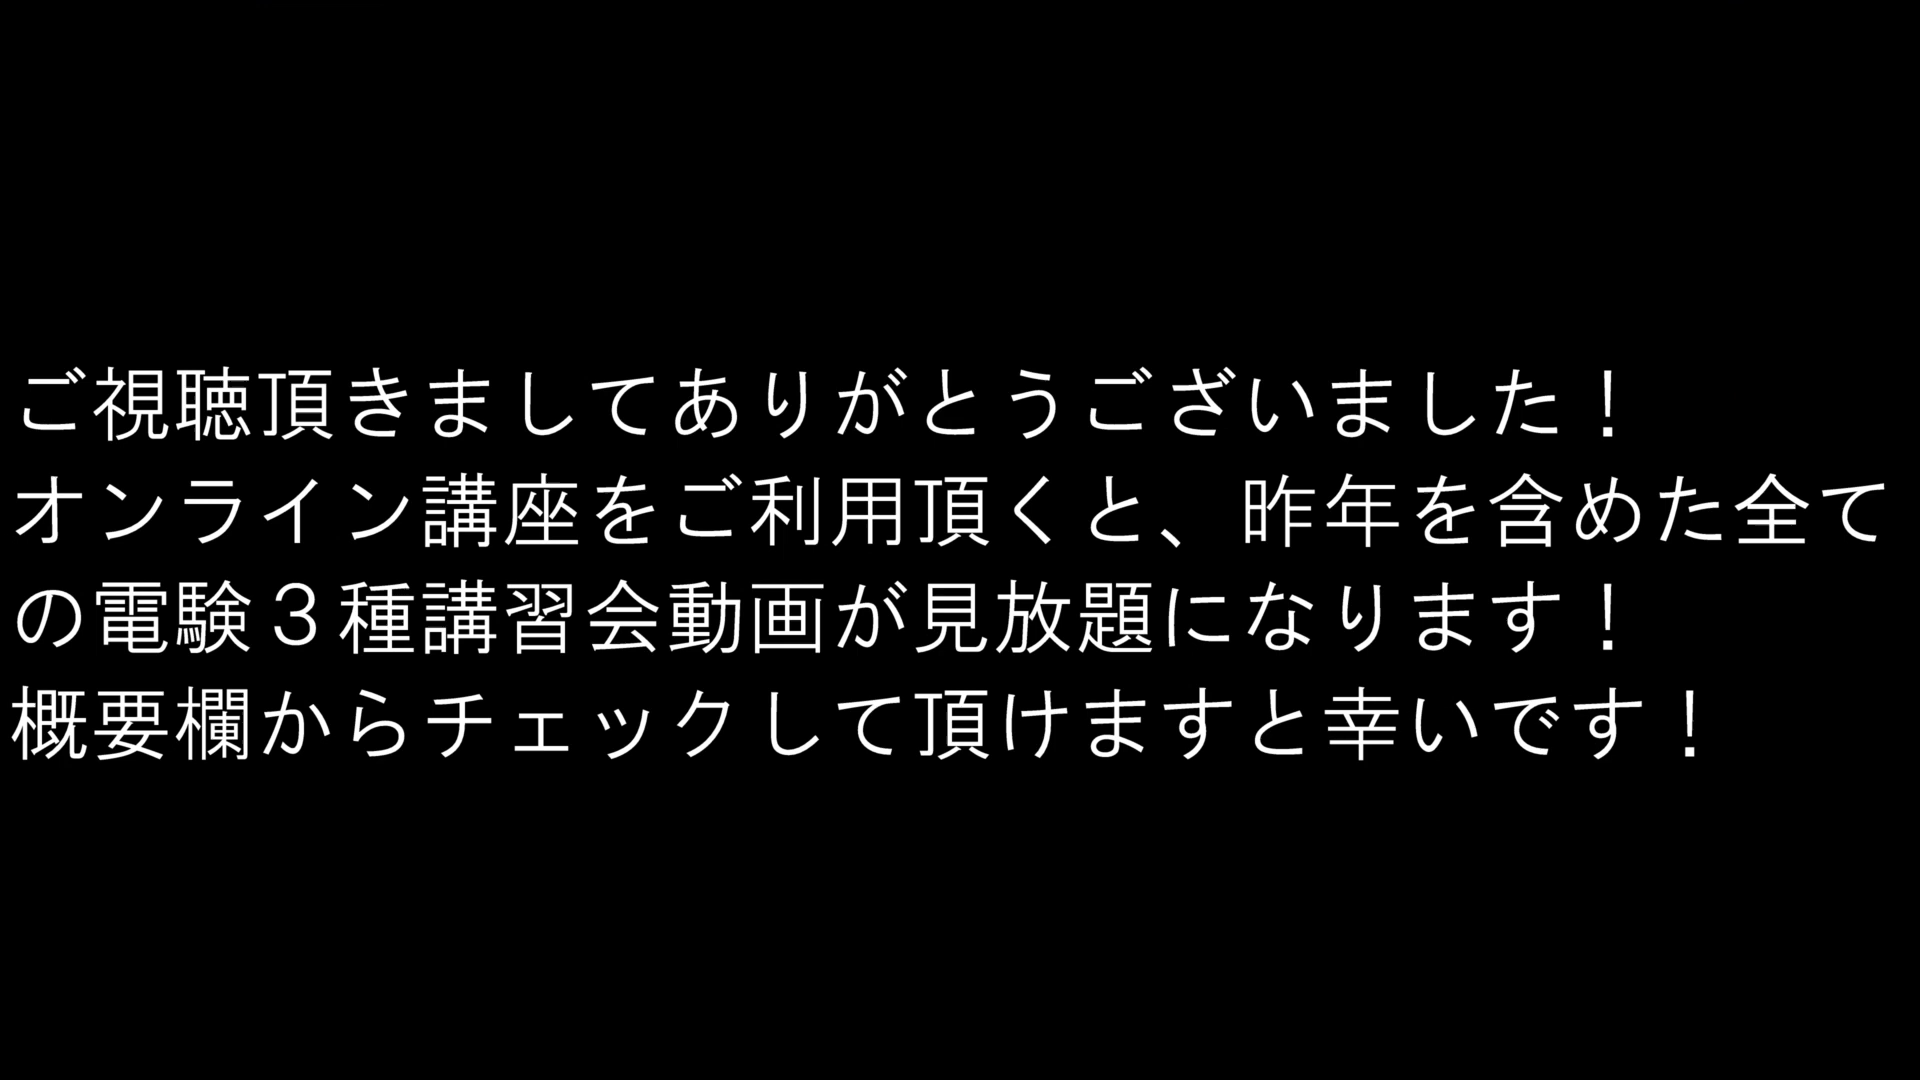 ご視聴頂きましてありがとうございました！
オンライン講座をご利用頂くと、昨年を含めた全て
の電験３種講習会動画が見放題になります！
概要欄からチェックして頂けますと幸いです！